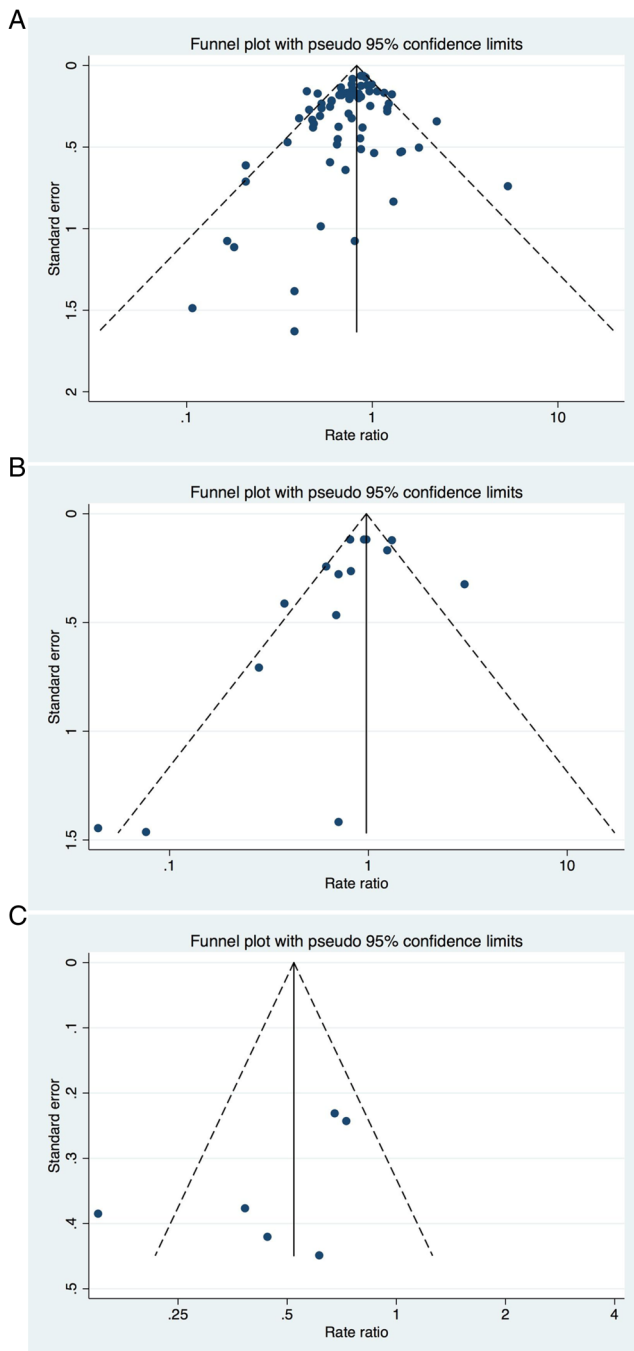 A
Funnel plot with pseudo 95% confidence limits
Standard error
0
.5
1
1.5
2
.1
1
10
Rate ratio
B
Funnel plot with pseudo 95% confidence limits
Standard error
0
.5
1
1.5
.1
1
10
Rate ratio
C
Funnel plot with pseudo 95% confidence limits
Standard error
0
.1
.2
.3
.4
.5
.25
.5
1
2
4
Rate ratio